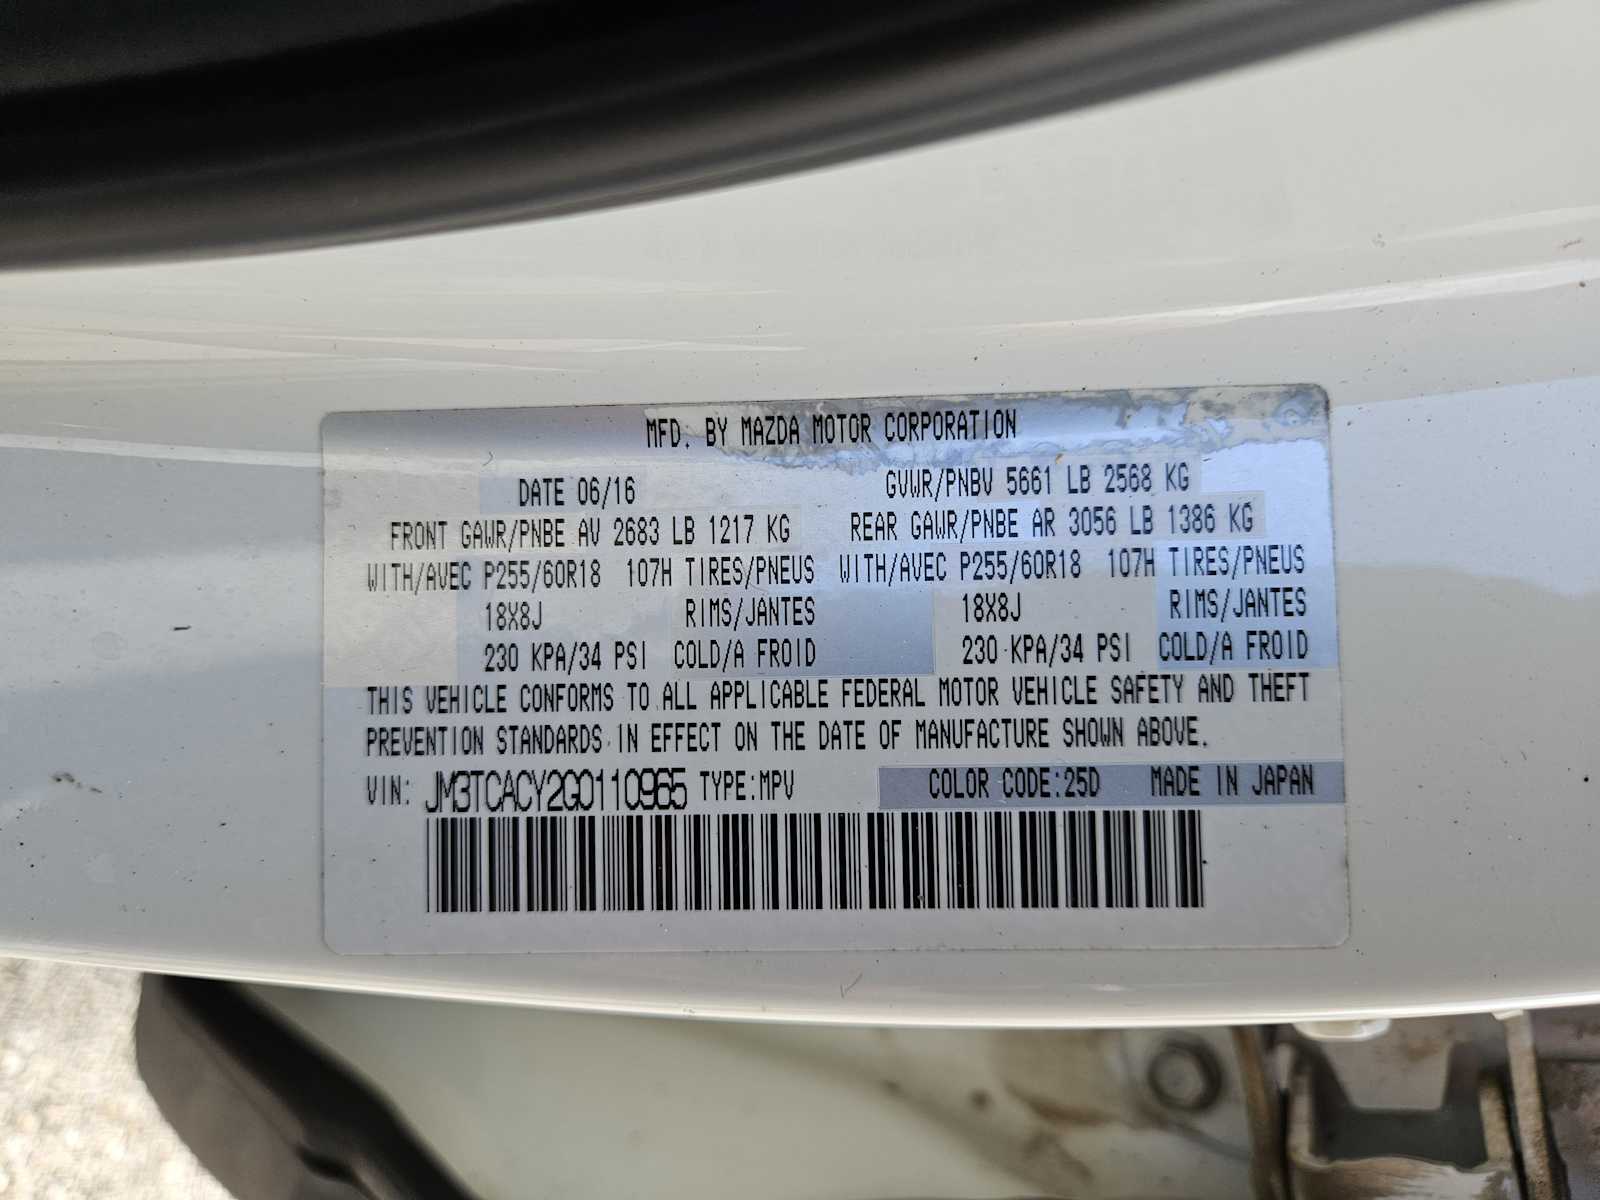 MFD. BY MAZDA MOTOR CORPORATION
DATE 06/16 GVWR/PNBV 5661 LB 2568 KG
FRONT GAWR/PNBE AV 2683 LB 1217 KG REAR GAWR/PNBE AR 3056 LB 1386 KG
WITH/AVEC P255/60R18 107H TIRES/PNEUS WITH/AVEC P255/60R18 107H TIRES/PNEUS
18X8J RIMS/JANTES 18X8J RIMS/JANTES
230 KPA/34 PSI COLD/A FROID 230 KPA/34 PSI COLD/A FROID
THIS VEHICLE CONFORMS TO ALL APPLICABLE FEDERAL MOTOR VEHICLE SAFETY AND THEFT
PREVENTION STANDARDS IN EFFECT ON THE DATE OF MANUFACTURE SHOWN ABOVE.
VIN: JM3TCACY2G0110965 TYPE:MPV COLOR CODE:25D MADE IN JAPAN